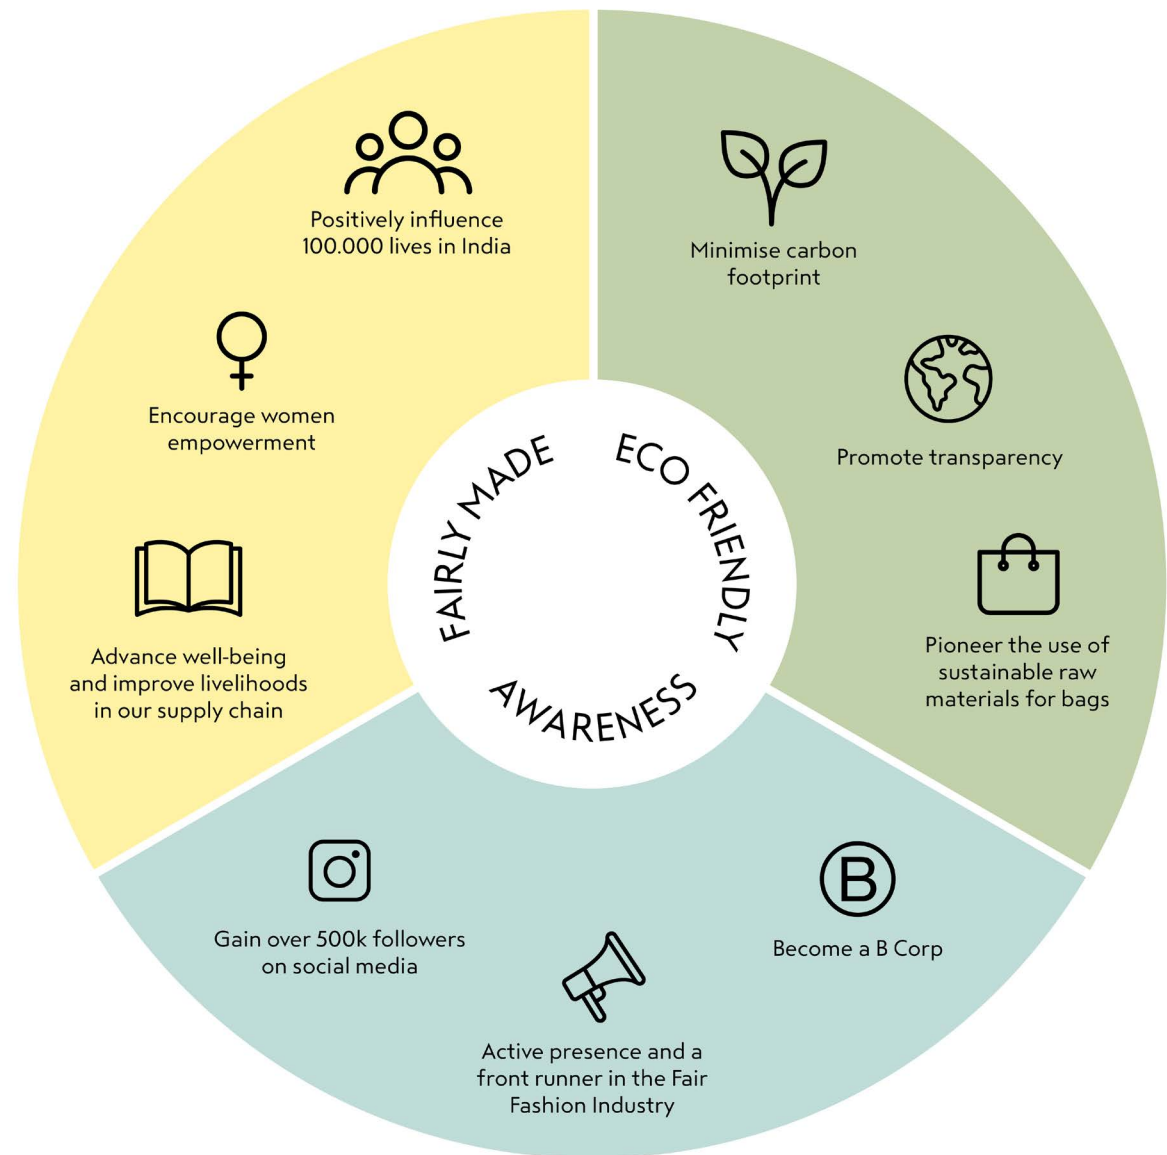 Positively influence
100.000 lives in India
Encourage women
empowerment
Advance well-being
and improve livelihoods
in our supply chain
Minimise carbon
footprint
Promote transparency
Pioneer the use of
sustainable raw
materials for bags
FAIRLY MADE
ECO FRIENDLY
AWARENESS
Gain over 500k followers
on social media
Active presence and a
front runner in the Fair
Fashion Industry
B
Become a B Corp